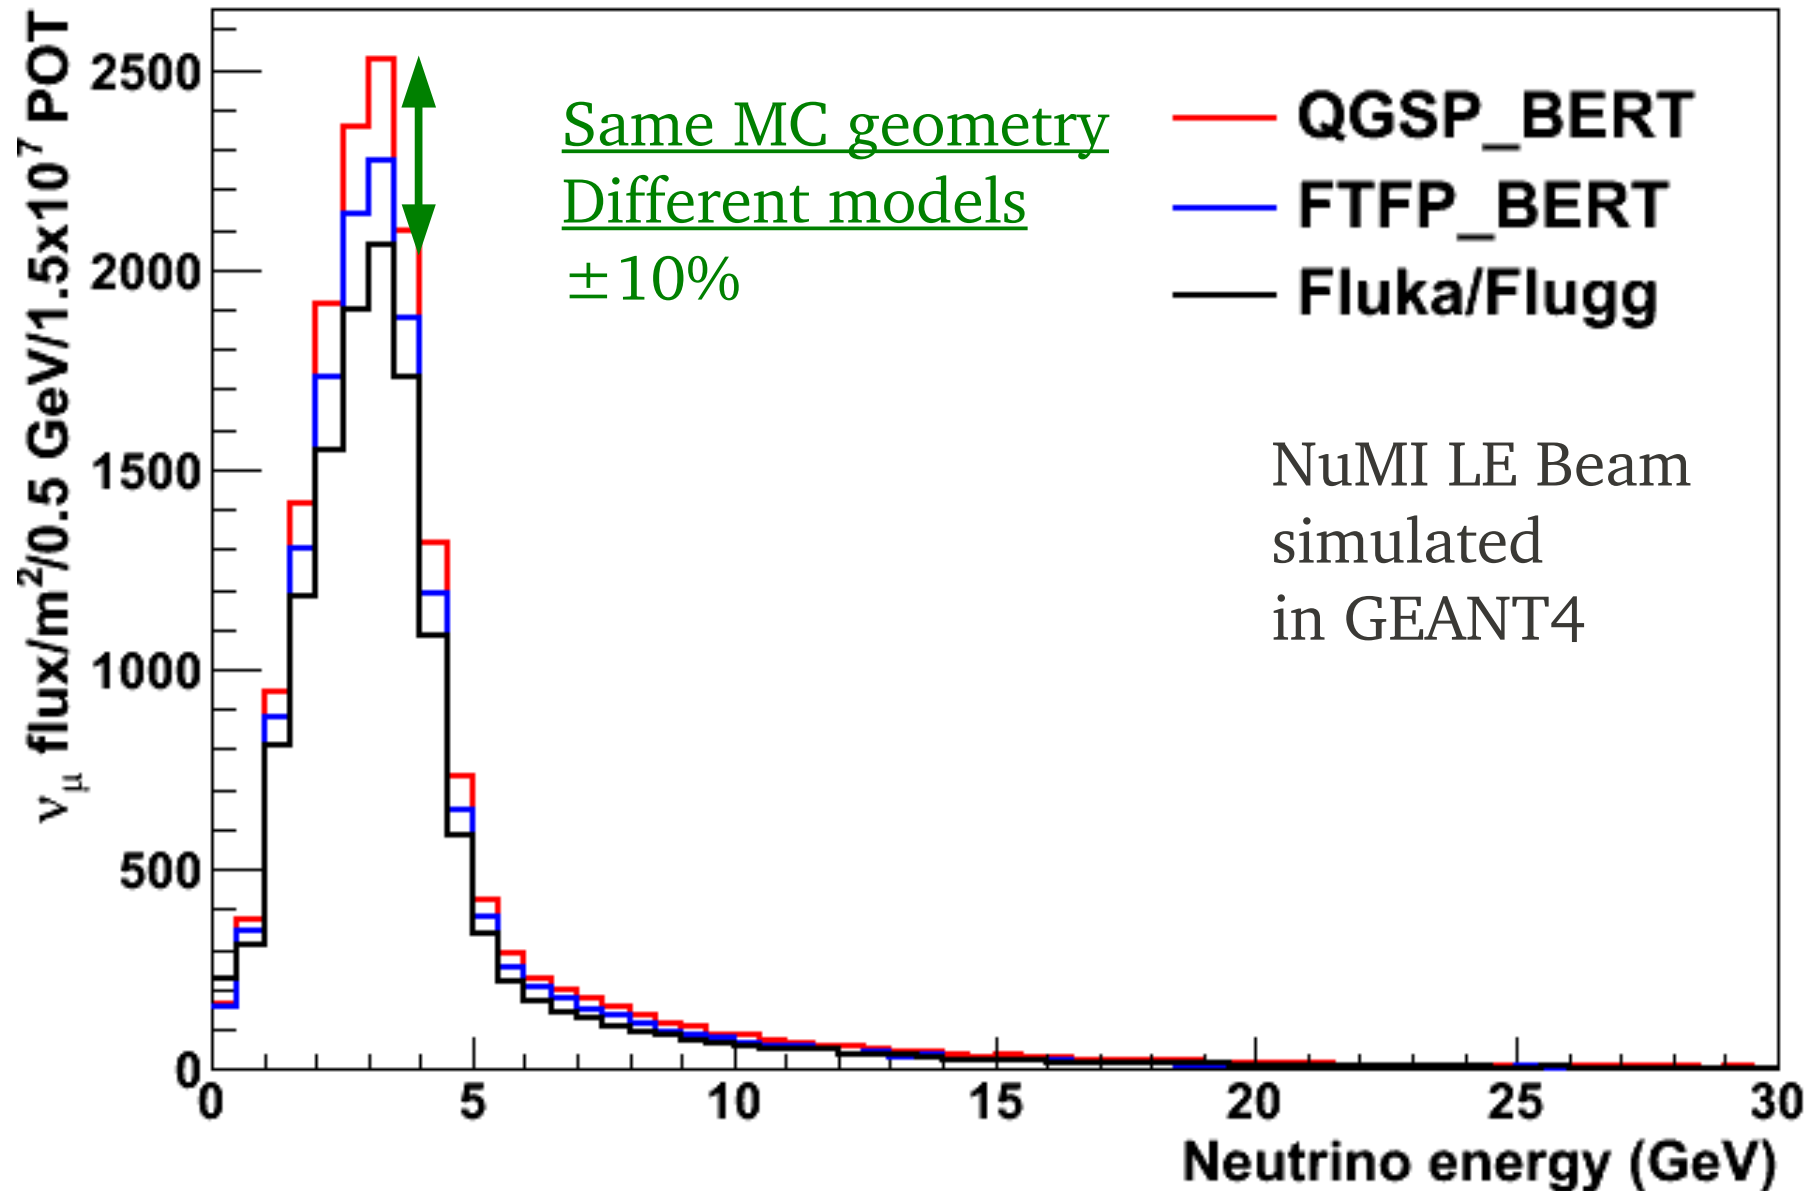 ν_μ flux/m²/0.5 GeV/1.5x10⁷ POT
2500
2000
1500
1000
500
0
Same MC geometry
Different models
±10%
QGSP_BERT
FTFP_BERT
Fluka/Flugg
NuMI LE Beam
simulated
in GEANT4
0 5 10 15 20 25 30
Neutrino energy (GeV)